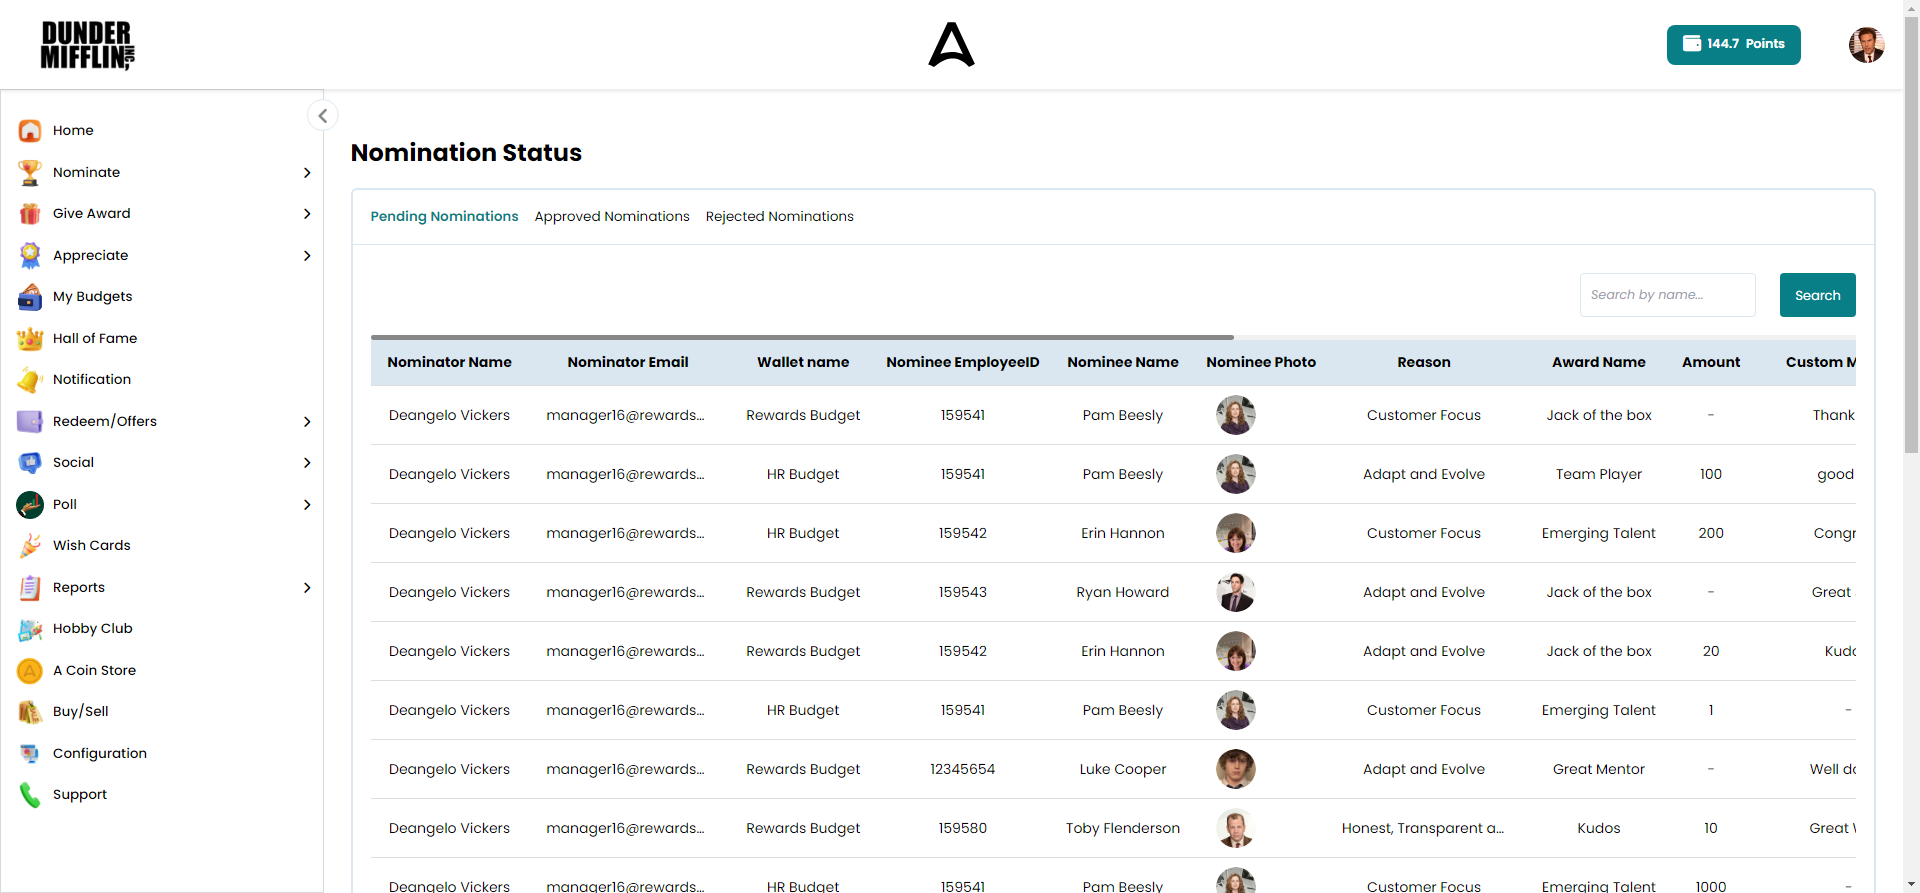 DUNDER
MIFFLIN INC,
144.7 Points
Home
Nominate
Give Award
Appreciate
My Budgets
Hall of Fame
Notification
Redeem/Offers
Social
Poll
Wish Cards
Reports
Hobby Club
A Coin Store
Buy/Sell
Configuration
Support
Nomination Status
Pending Nominations Approved Nominations Rejected Nominations
Search by name... Search
Nominator Name Nominator Email Wallet name Nominee EmployeeID Nominee Name Nominee Photo Reason Award Name Amount Custom M
Deangelo Vickers manager16@rewards... Rewards Budget 159541 Pam Beesly Customer Focus Jack of the box - Thank
Deangelo Vickers manager16@rewards... HR Budget 159541 Pam Beesly Adapt and Evolve Team Player 100 good
Deangelo Vickers manager16@rewards... HR Budget 159542 Erin Hannon Customer Focus Emerging Talent 200 Congr
Deangelo Vickers manager16@rewards... Rewards Budget 159543 Ryan Howard Adapt and Evolve Jack of the box - Great
Deangelo Vickers manager16@rewards... Rewards Budget 159542 Erin Hannon Adapt and Evolve Jack of the box 20 Kudo
Deangelo Vickers manager16@rewards... HR Budget 159541 Pam Beesly Customer Focus Emerging Talent 1 -
Deangelo Vickers manager16@rewards... Rewards Budget 12345654 Luke Cooper Adapt and Evolve Great Mentor - Well do
Deangelo Vickers manager16@rewards... Rewards Budget 159580 Toby Flenderson Honest, Transparent a... Kudos 10 Great W
Deangelo Vickers manager16@rewards... HR Budget 159541 Pam Beesly Customer Focus Emerging Talent 1000 -